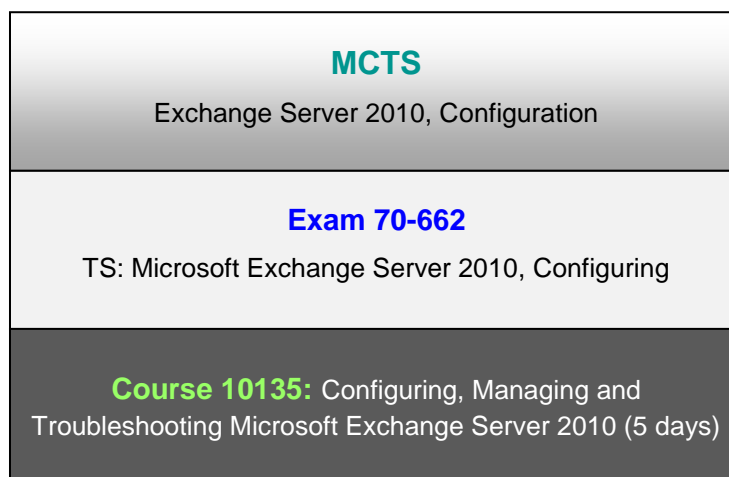 MCTS
Exchange Server 2010, Configuration
Exam 70-662
TS: Microsoft Exchange Server 2010, Configuring
Course 10135: Configuring, Managing and
Troubleshooting Microsoft Exchange Server 2010 (5 days)